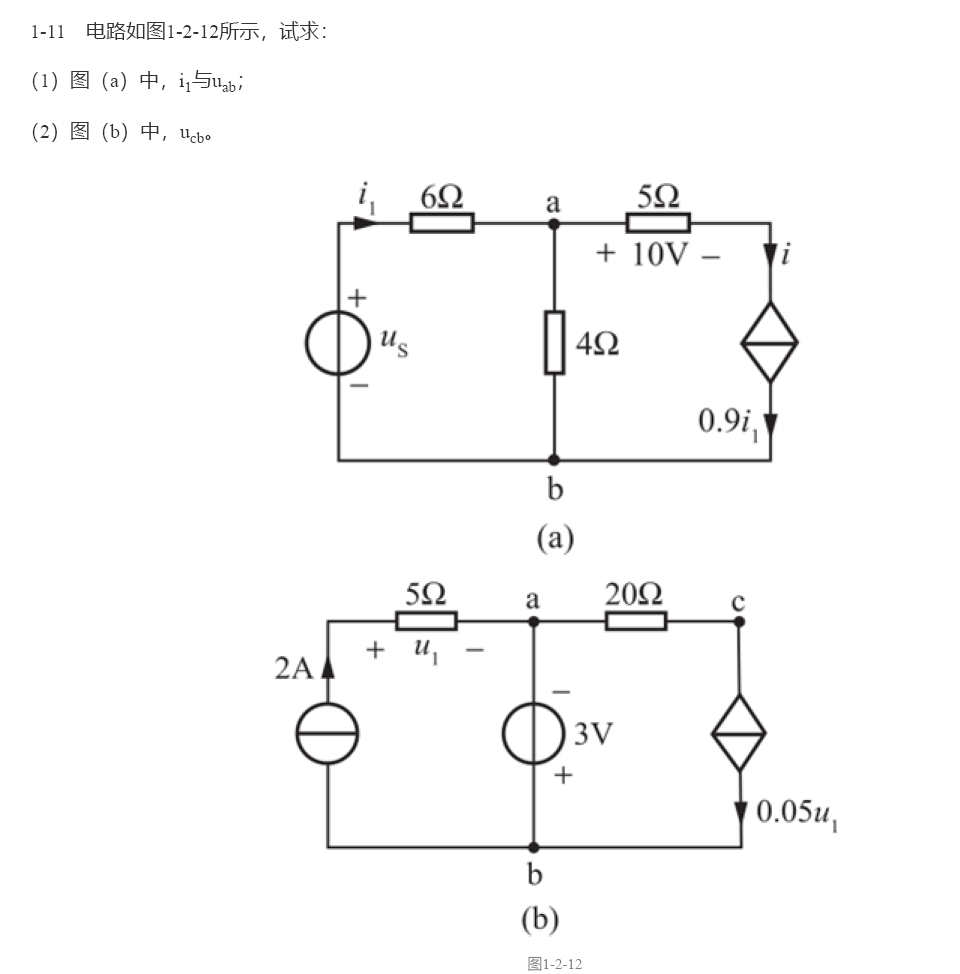 1-11 电路如图1-2-12所示，试求：
（1）图（a）中，i₁与uab；
（2）图（b）中，ucb。
i₁ 6Ω a 5Ω
+ 10V − i
+
uS 4Ω
−
0.9i₁
b
(a)
5Ω a 20Ω c
+ u₁ −
2A
−
3V
+
0.05u₁
b
(b)
图1-2-12